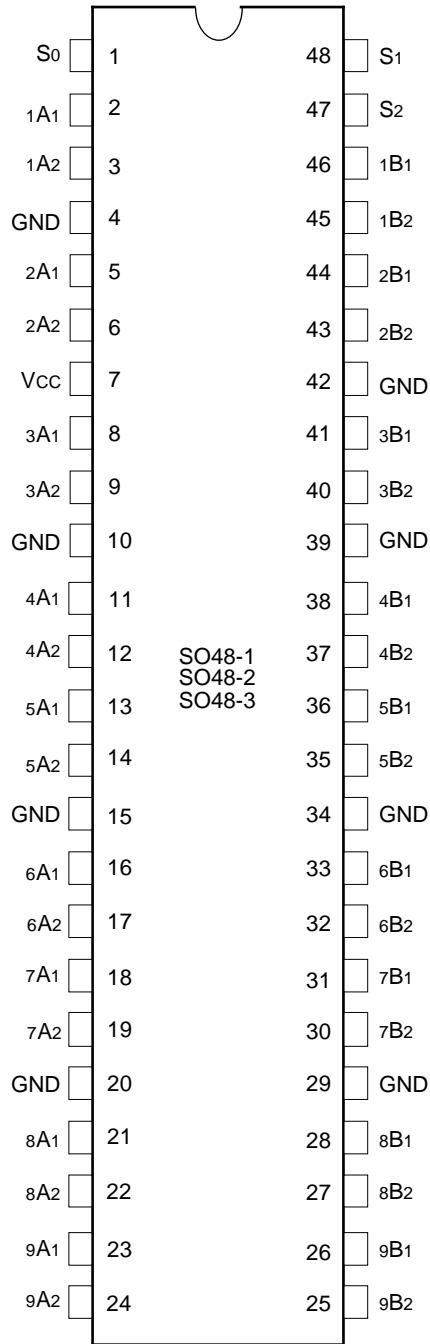 S0 1 48 S1
1A1 2 47 S2
1A2 3 46 1B1
GND 4 45 1B2
2A1 5 44 2B1
2A2 6 43 2B2
VCC 7 42 GND
3A1 8 41 3B1
3A2 9 40 3B2
GND 10 39 GND
4A1 11 38 4B1
4A2 12 SO48-1 37 4B2
SO48-2
5A1 13 SO48-3 36 5B1
5A2 14 35 5B2
GND 15 34 GND
6A1 16 33 6B1
6A2 17 32 6B2
7A1 18 31 7B1
7A2 19 30 7B2
GND 20 29 GND
8A1 21 28 8B1
8A2 22 27 8B2
9A1 23 26 9B1
9A2 24 25 9B2